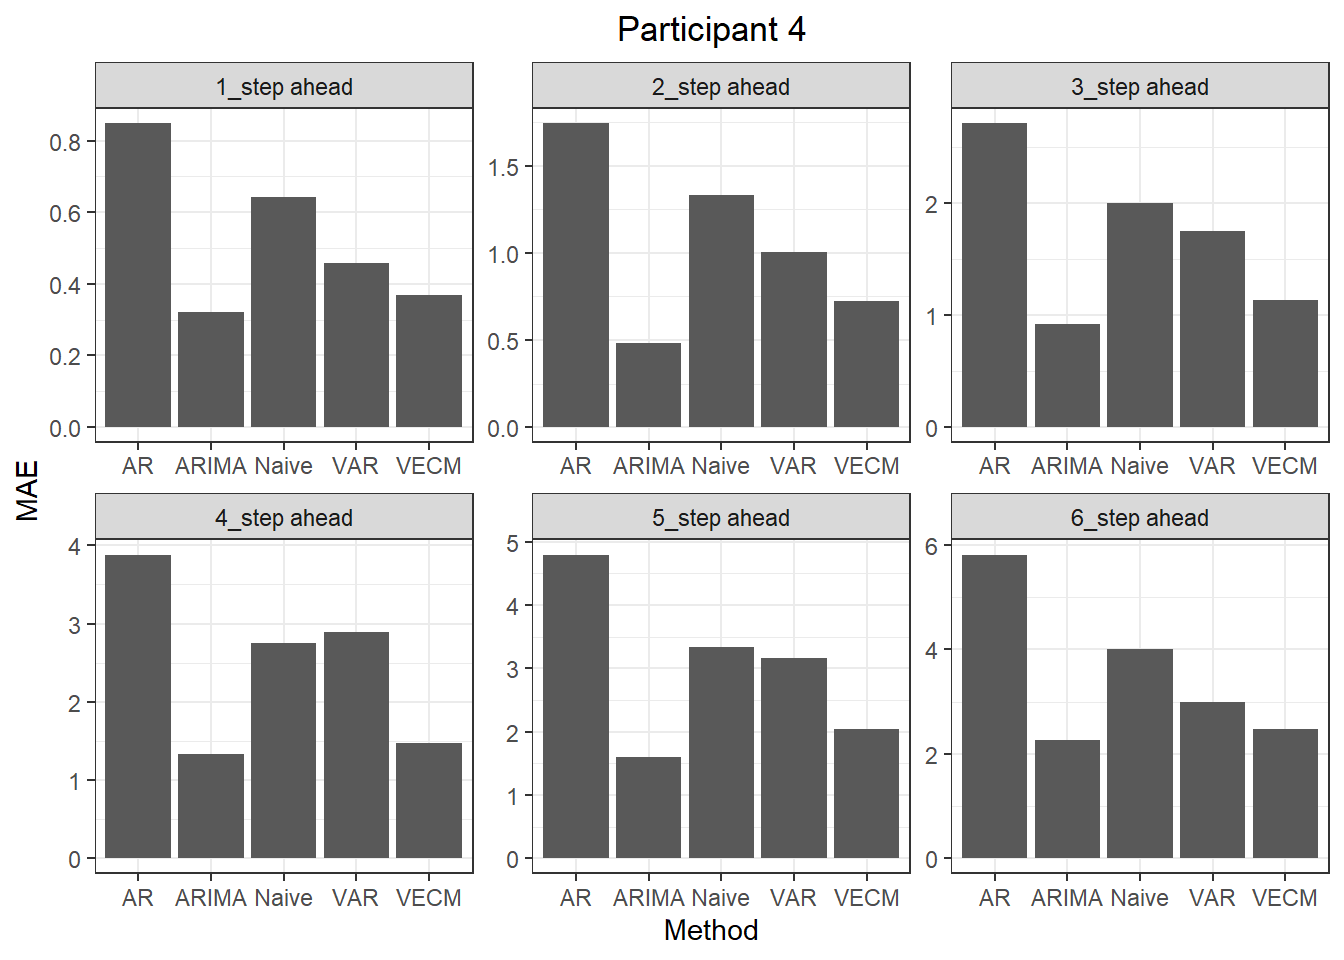 Participant 4
1_step ahead
2_step ahead
3_step ahead
0.8
0.6
0.4
0.2
0.0
1.5
1.0
0.5
0.0
2
1
0
AR ARIMA Naive VAR VECM
AR ARIMA Naive VAR VECM
AR ARIMA Naive VAR VECM
MAE
4_step ahead
5_step ahead
6_step ahead
4
3
2
1
0
5
4
3
2
1
0
6
4
2
0
AR ARIMA Naive VAR VECM
AR ARIMA Naive VAR VECM
AR ARIMA Naive VAR VECM
Method